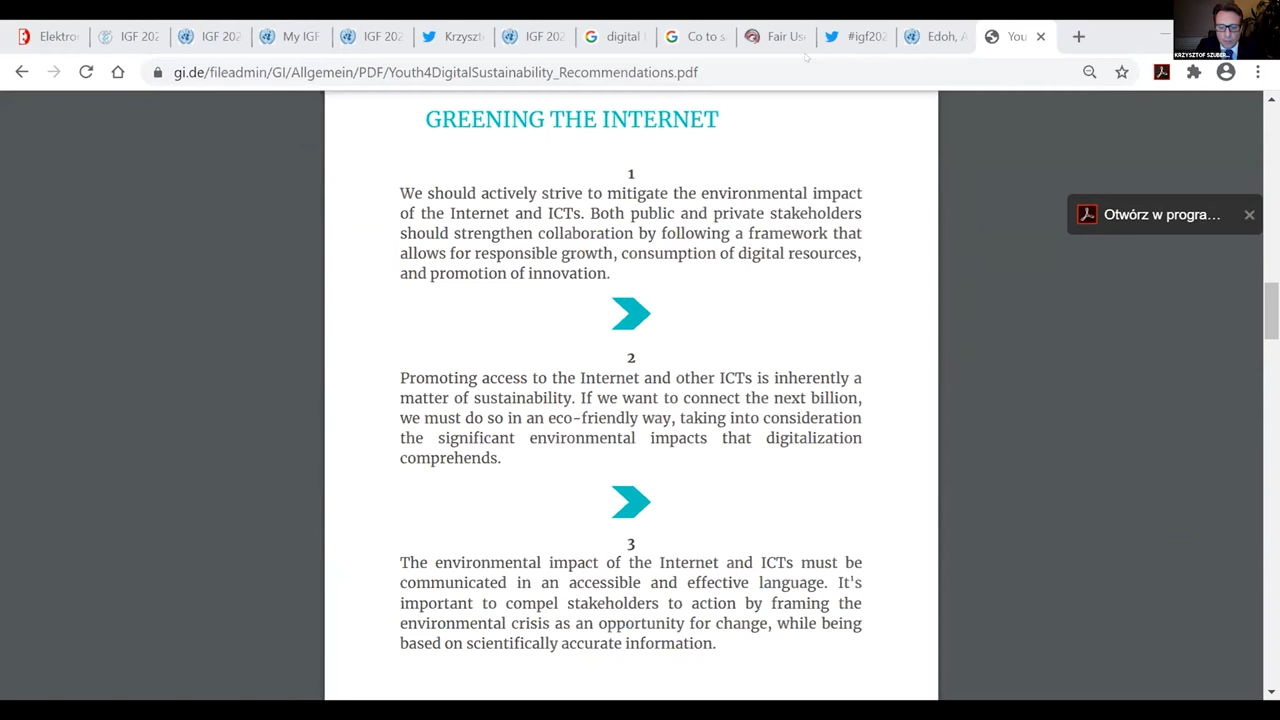 Elektro
IGF 202
IGF 202
My IGF
IGF 202
Krzyszt
IGF 202
digital
Co to s
Fair Us
#igf202
Edoh, A
You
gi.de/fileadmin/GI/Allgemein/PDF/Youth4DigitalSustainability_Recommendations.pdf
KRZYSZTOF SZUBER...
GREENING THE INTERNET
1
We should actively strive to mitigate the environmental impact
of the Internet and ICTs. Both public and private stakeholders
should strengthen collaboration by following a framework that
allows for responsible growth, consumption of digital resources,
and promotion of innovation.
Otwórz w progra...
2
Promoting access to the Internet and other ICTs is inherently a
matter of sustainability. If we want to connect the next billion,
we must do so in an eco-friendly way, taking into consideration
the significant environmental impacts that digitalization
comprehends.
3
The environmental impact of the Internet and ICTs must be
communicated in an accessible and effective language. It's
important to compel stakeholders to action by framing the
environmental crisis as an opportunity for change, while being
based on scientifically accurate information.